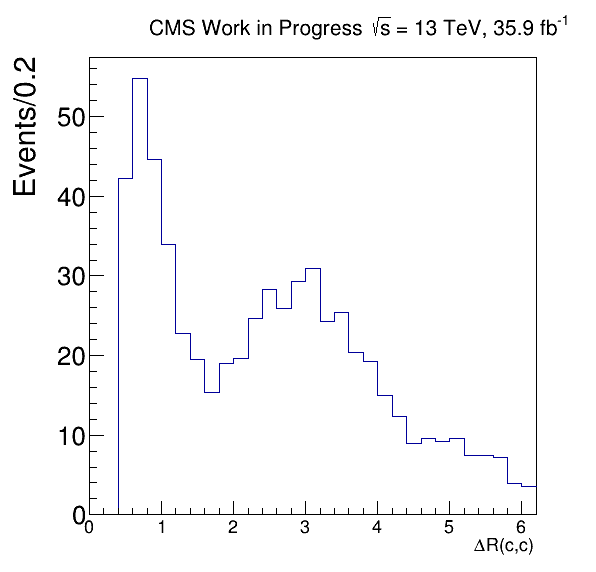 CMS Work in Progress √s = 13 TeV, 35.9 fb⁻¹
Events/0.2
50
40
30
20
10
0
0 1 2 3 4 5 6
ΔR(c,c)